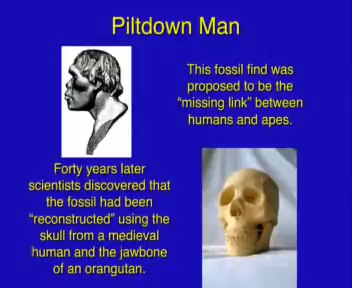 Piltdown Man
This fossil find was
proposed to be the
“missing link” between
humans and apes.
Forty years later
scientists discovered that
the fossil had been
“reconstructed” using the
skull from a medieval
human and the jawbone
of an orangutan.